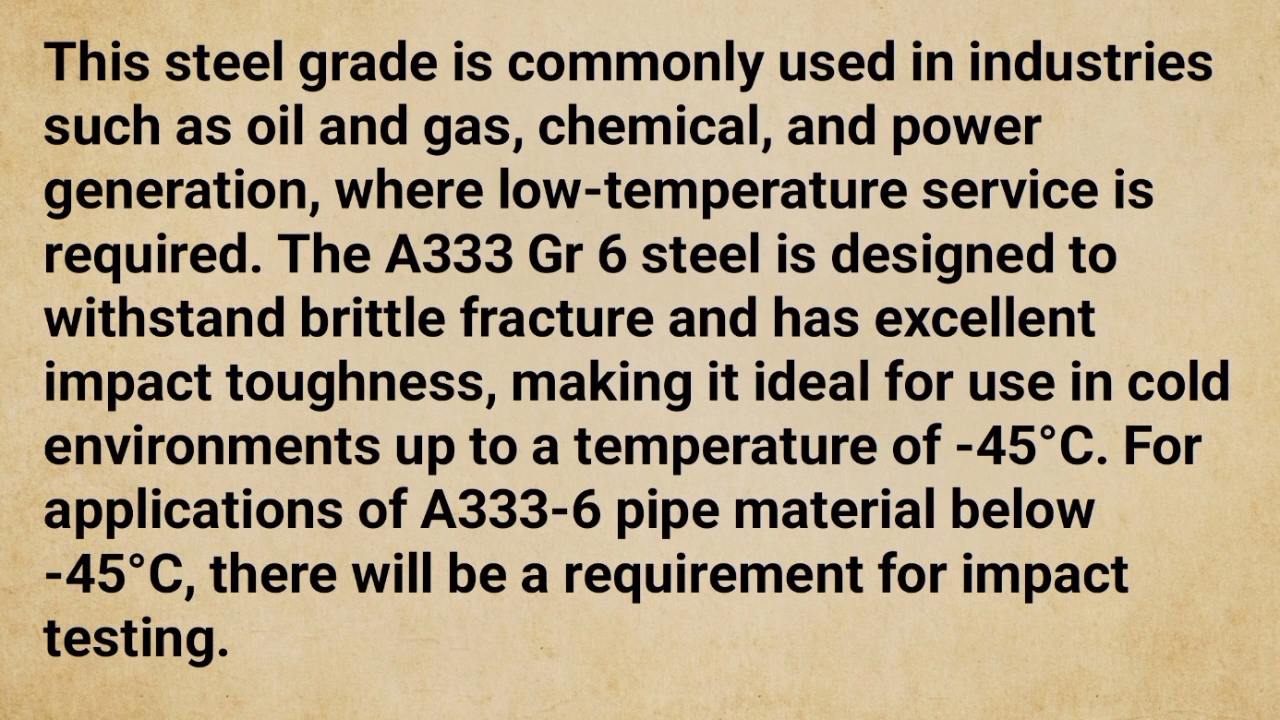 This steel grade is commonly used in industries
such as oil and gas, chemical, and power
generation, where low-temperature service is
required. The A333 Gr 6 steel is designed to
withstand brittle fracture and has excellent
impact toughness, making it ideal for use in cold
environments up to a temperature of -45°C. For
applications of A333-6 pipe material below
-45°C, there will be a requirement for impact
testing.